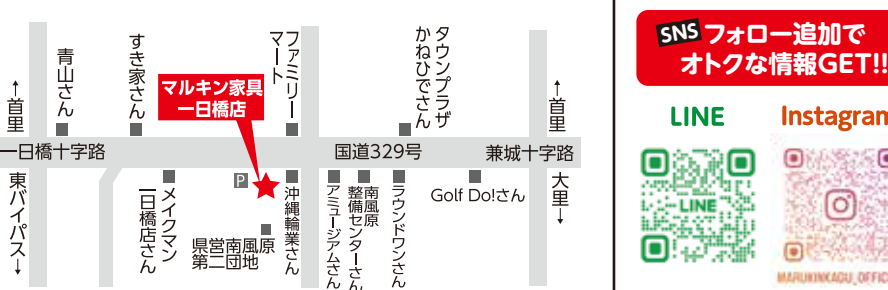 ↑首里
青山さん
すき家さん
マルキン家具
一日橋店
ファミリー
マート
タウンプラザ
かねひでさん
↑首里
一日橋十字路
国道329号
兼城十字路
東バイパス↓
メイクマン
一日橋店さん
P
県営南風原
第二団地
沖縄輪業さん
アミュージアムさん
南風原
整備センターさん
ラウンドワンさん
Golf Do!さん
大里↓
SNS フォロー追加で
オトクな情報GET!!
LINE
Instagram
LINE
MARUKINKAGU_OFFIC